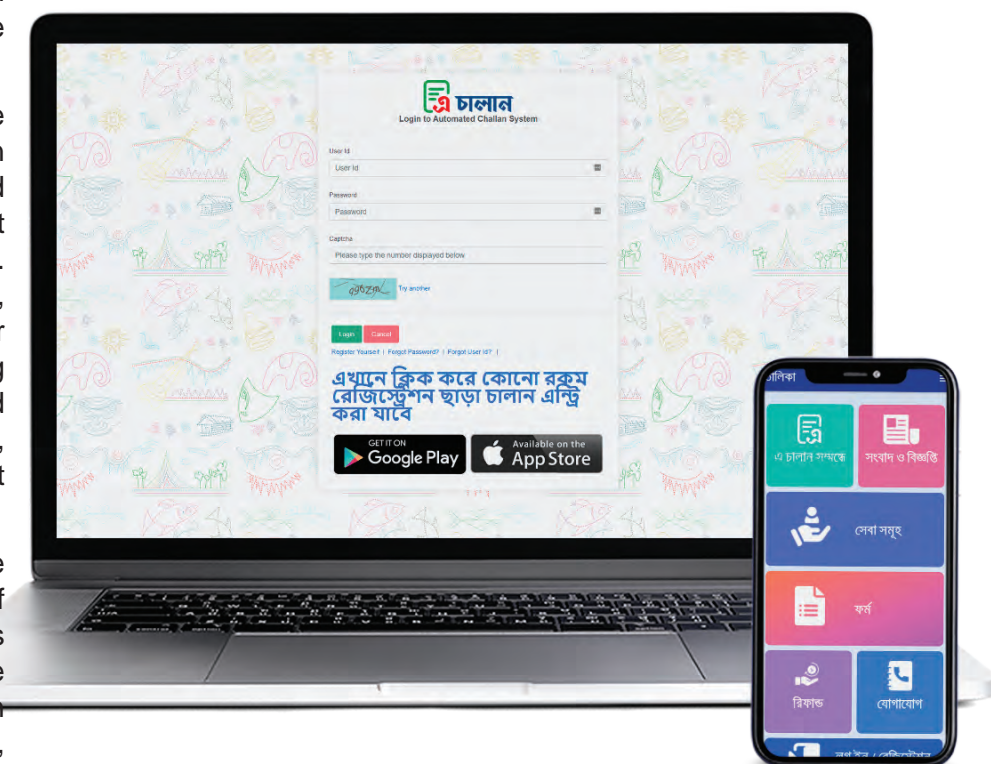 এ চালান
Login to Automated Challan System
User Id
User Id
Password
Password
Captcha
Please type the number displayed below
Try another
Login Cancel
Register Yourself | Forgot Password? | Forgot User Id? |
এখানে ক্লিক করে কোনো রকম
রেজিস্ট্রেশন ছাড়া চালান এন্ট্রি
করা যাবে
GET IT ON
Google Play
Available on the
App Store
এ চালান সম্মন্ধে
সংবাদ ও বিজ্ঞপ্তি
সেবা সমূহ
ফর্ম
রিফান্ড
যোগাযোগ